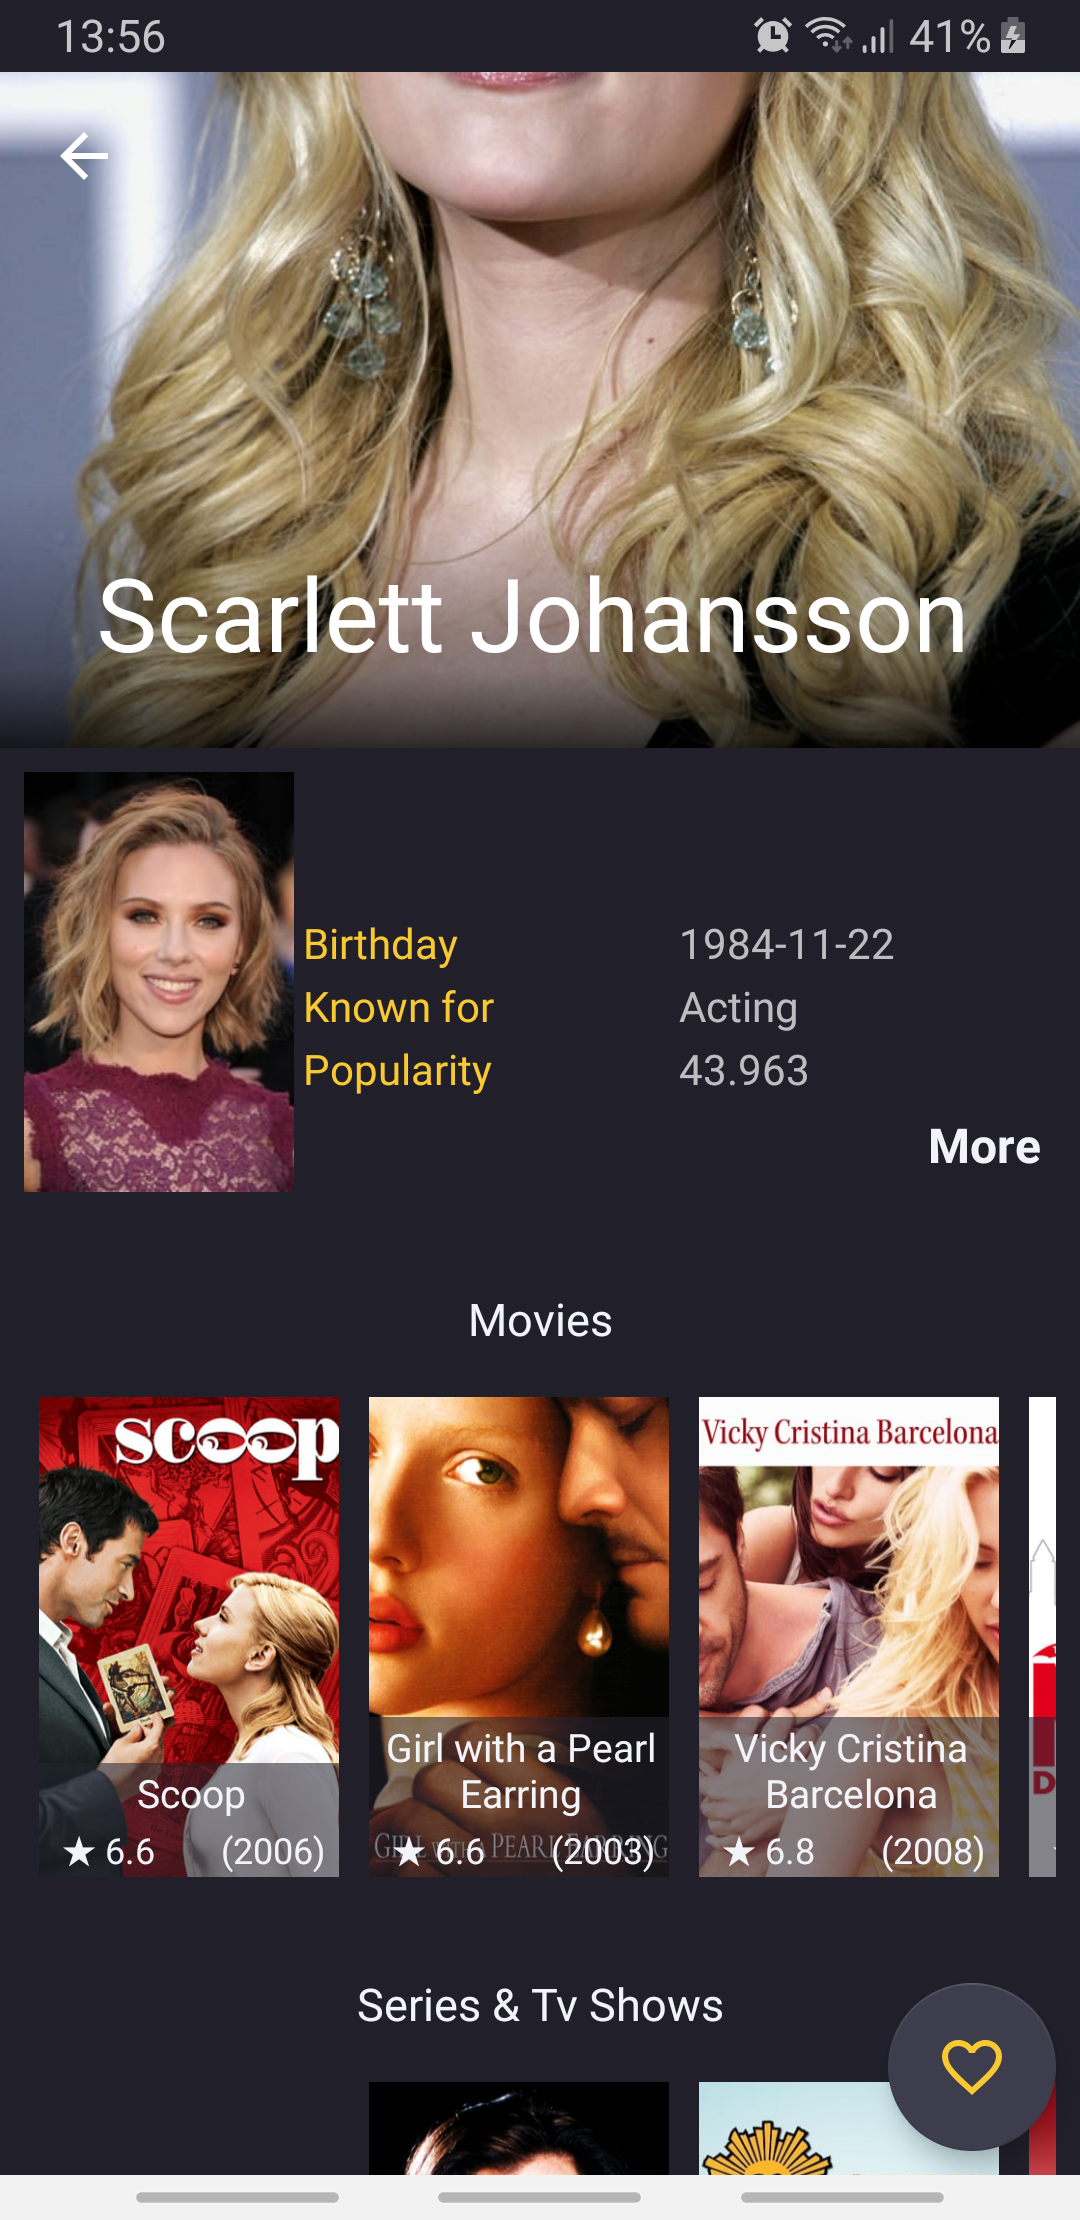 13:56
41%
Scarlett Johansson
Birthday 1984-11-22
Known for Acting
Popularity 43.963
More
Movies
scoop
Scoop
★ 6.6 (2006)
Girl with a Pearl
Earring
GIRL WITH A PEARL EARRING
★ 6.6 (2003)
Vicky Cristina Barcelona
Vicky Cristina
Barcelona
★ 6.8 (2008)
D
Series & Tv Shows